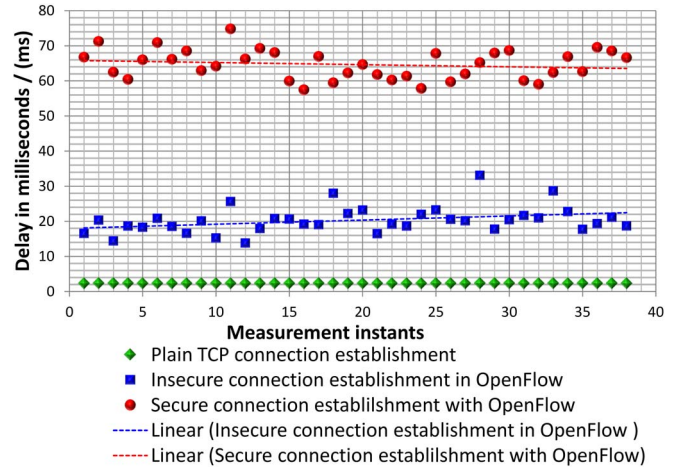 80
70
60
50
40
30
20
10
0
Delay in milliseconds / (ms)
0 5 10 15 20 25 30 35 40
Measurement instants
Plain TCP connection establishment
Insecure connection establishment in OpenFlow
Secure connection establilshment with OpenFlow
Linear (Insecure connection establishment in OpenFlow )
Linear (Secure connection establilshment with OpenFlow)